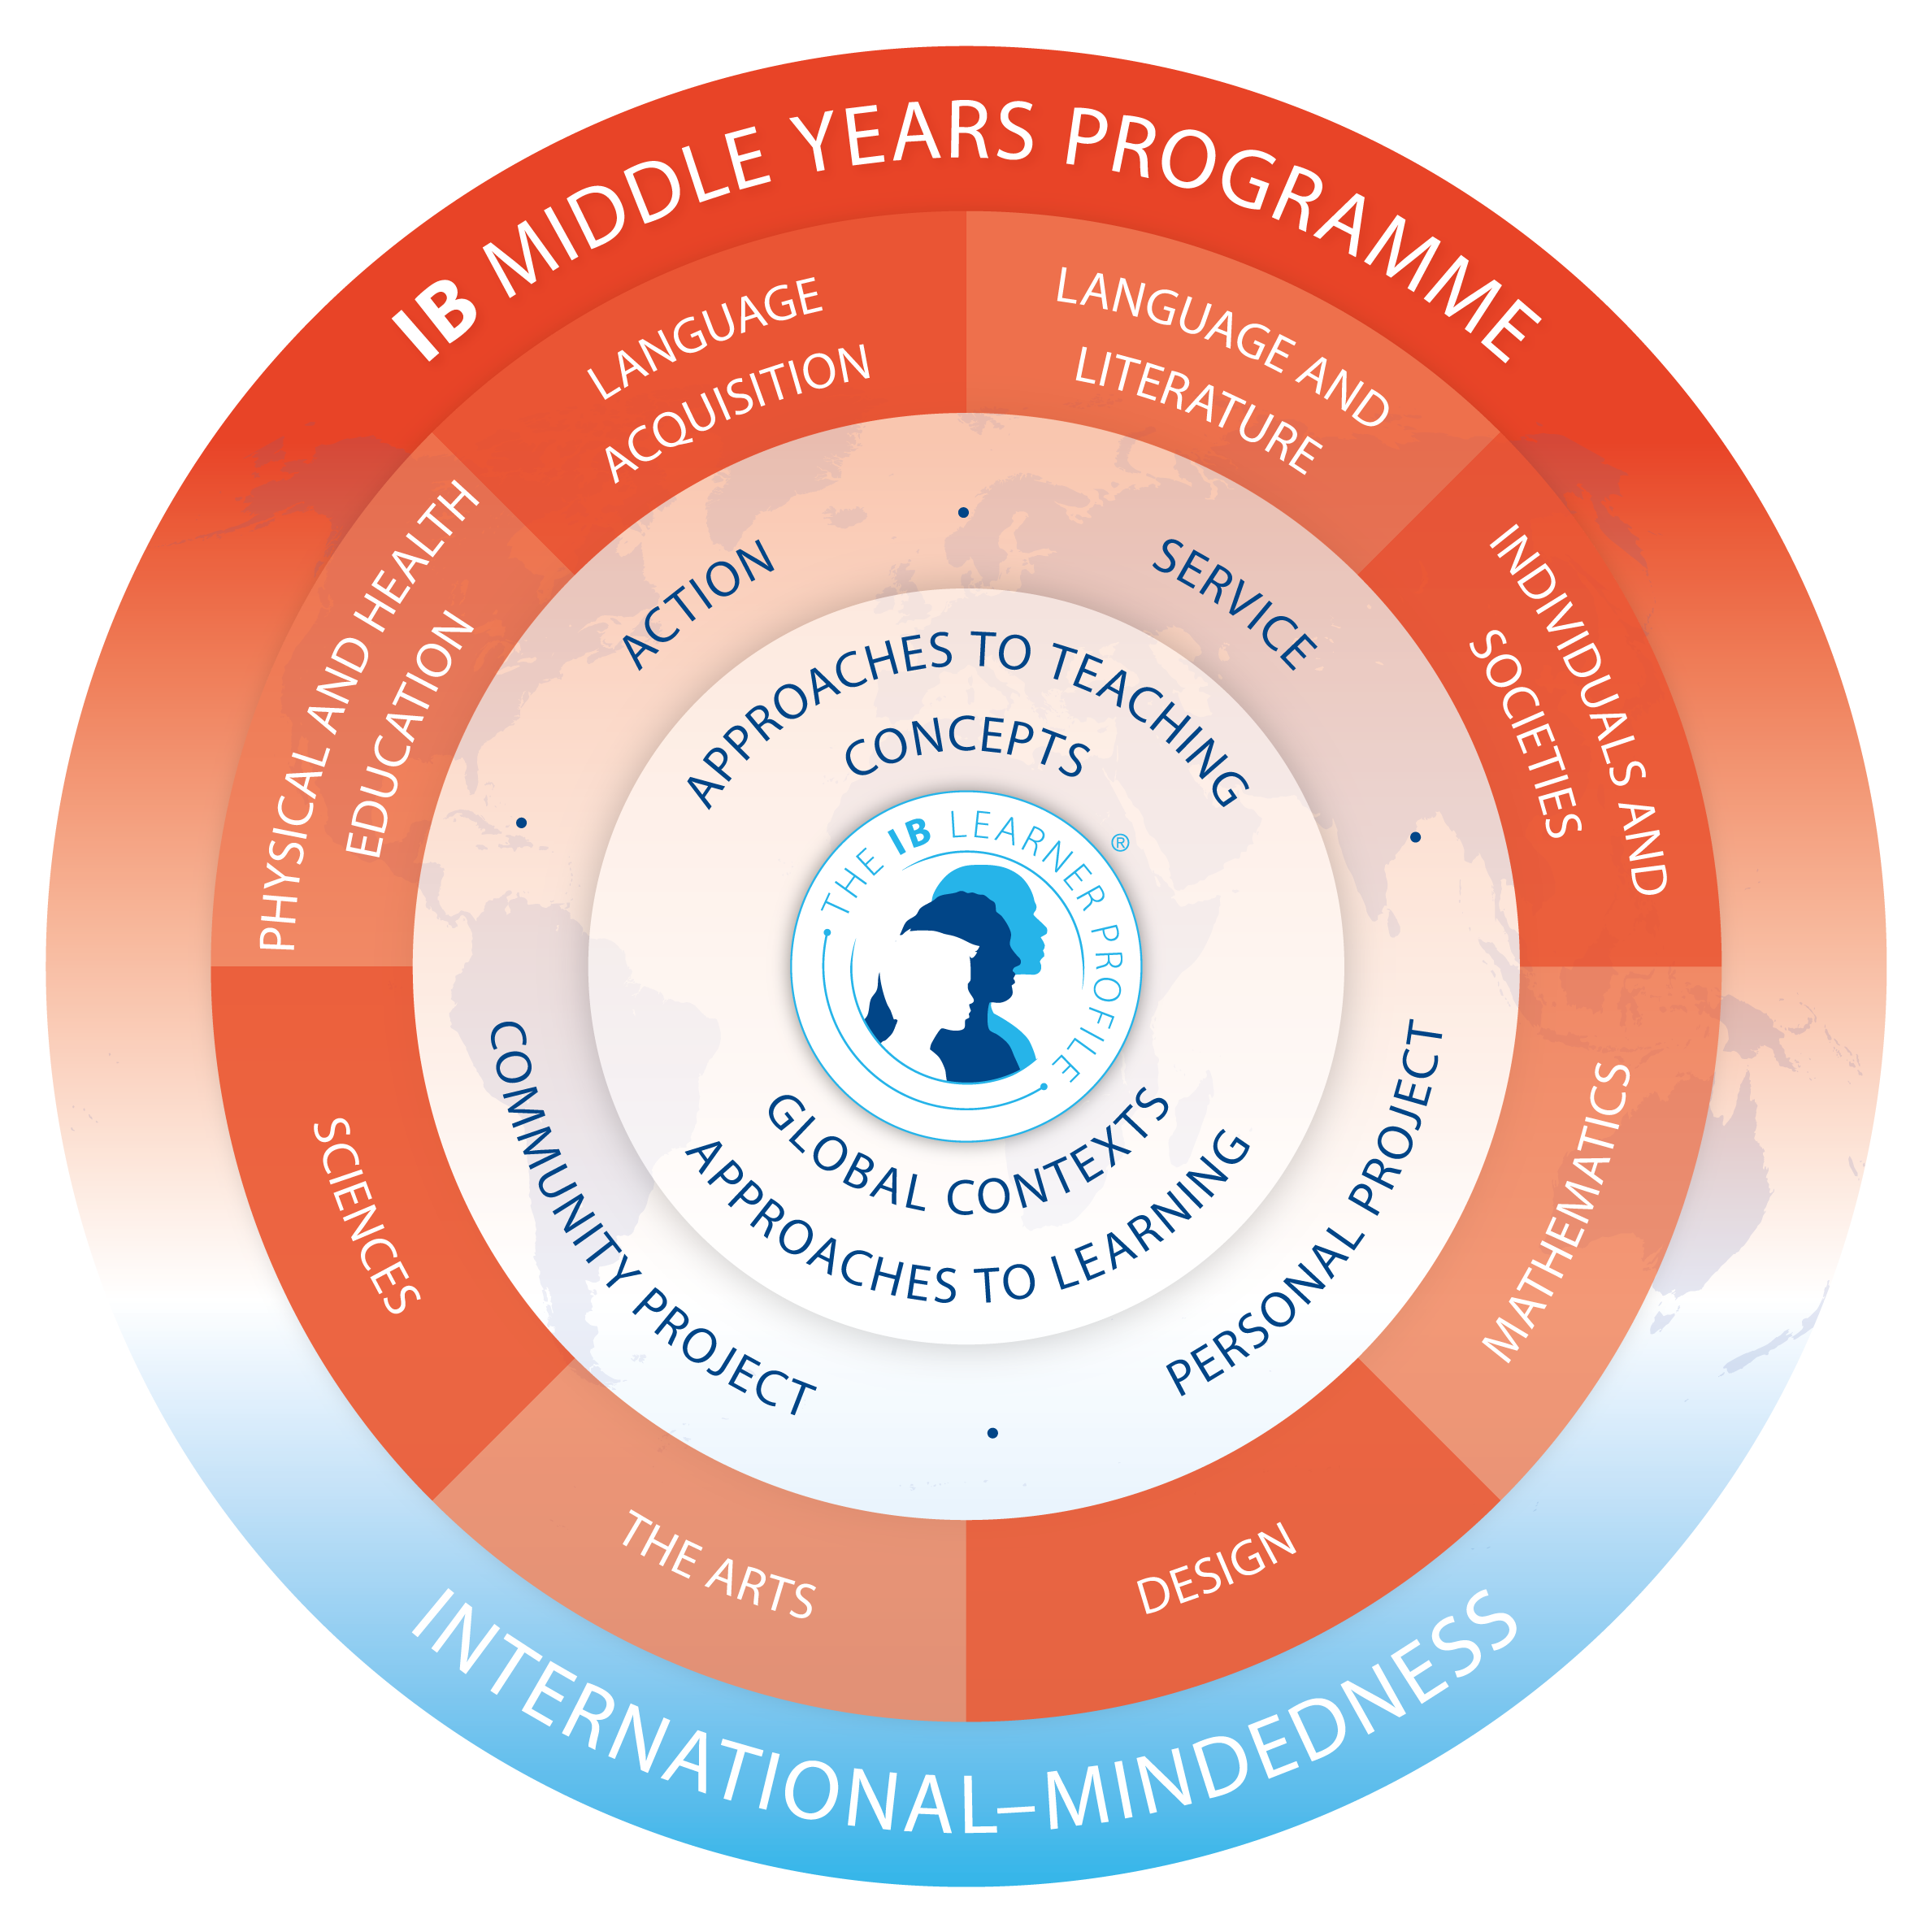 IB MIDDLE YEARS PROGRAMME
LANGUAGE
ACQUISITION
LANGUAGE AND
LITERATURE
INDIVIDUALS AND
SOCIETIES
MATHEMATICS
DESIGN
THE ARTS
SCIENCES
PHYSICAL AND HEALTH
EDUCATION
ACTION
SERVICE
PERSONAL PROJECT
COMMUNITY PROJECT
APPROACHES TO TEACHING
CONCEPTS
THE IB LEARNER PROFILE
®
GLOBAL CONTEXTS
APPROACHES TO LEARNING
INTERNATIONAL–MINDEDNESS